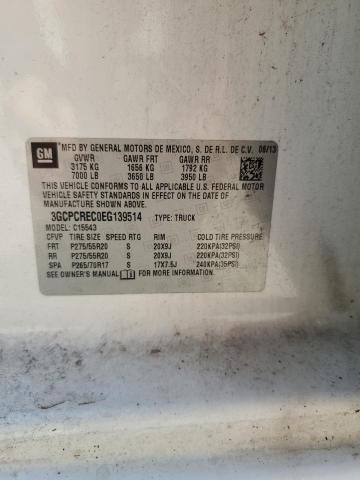 GM
MFD BY GENERAL MOTORS DE MEXICO, S. DE R.L. DE C.V. 08/13
GVWR GAWR FRT GAWR RR
3175 KG 1656 KG 1792 KG
7000 LB 3650 LB 3950 LB
THIS VEHICLE CONFORMS TO ALL APPLICABLE U.S. FEDERAL MOTOR
VEHICLE SAFETY AND THEFT PREVENTION STANDARDS IN EFFECT ON THE DATE OF
MANUFACTURE SHOWN ABOVE.
3GCPCREC0EG139514 TYPE: TRUCK
MODEL: C15543
CFVP TIRE SIZE SPEED RTG RIM COLD TIRE PRESSURE
FRT P275/55R20 S 20X9J 220KPA(32PSI)
RR P275/55R20 S 20X9J 220KPA(32PSI)
SPA P265/70R17 S 17X7.5J 240KPA(35PSI)
SEE OWNER'S MANUAL FOR MORE INFORMATION.